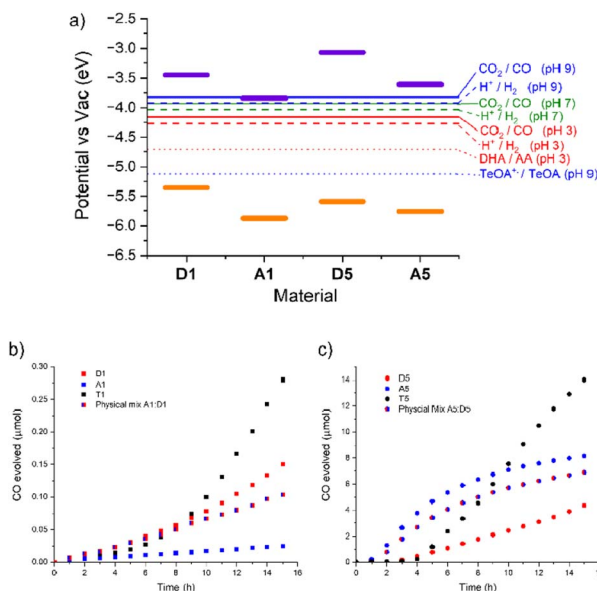 a)
Potential vs Vac (eV)
−2.5
−3.0
−3.5
−4.0
−4.5
−5.0
−5.5
−6.0
−6.5
D1 A1 D5 A5
Material
CO2 / CO (pH 9)
H+ / H2 (pH 9)
CO2 / CO (pH 7)
H+ / H2 (pH 7)
CO2 / CO (pH 3)
H+ / H2 (pH 3)
DHA / AA (pH 3)
TeOA+ / TeOA (pH 9)
b)
CO evolved (μmol)
0.30
0.25
0.20
0.15
0.10
0.05
0.00
D1
A1
T1
Physical mix A1:D1
0 2 4 6 8 10 12 14 16
Time (h)
c)
CO evolved (μmol)
14
12
10
8
6
4
2
0
D5
A5
T5
Physcial Mix A5:D5
0 2 4 6 8 10 12 14 16
Time (h)